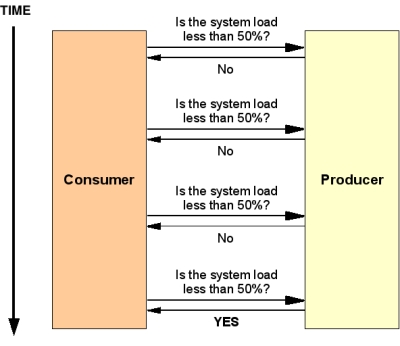 TIME
Is the system load
less than 50%?
No
Is the system load
less than 50%?
No
Consumer
Producer
Is the system load
less than 50%?
No
Is the system load
less than 50%?
YES